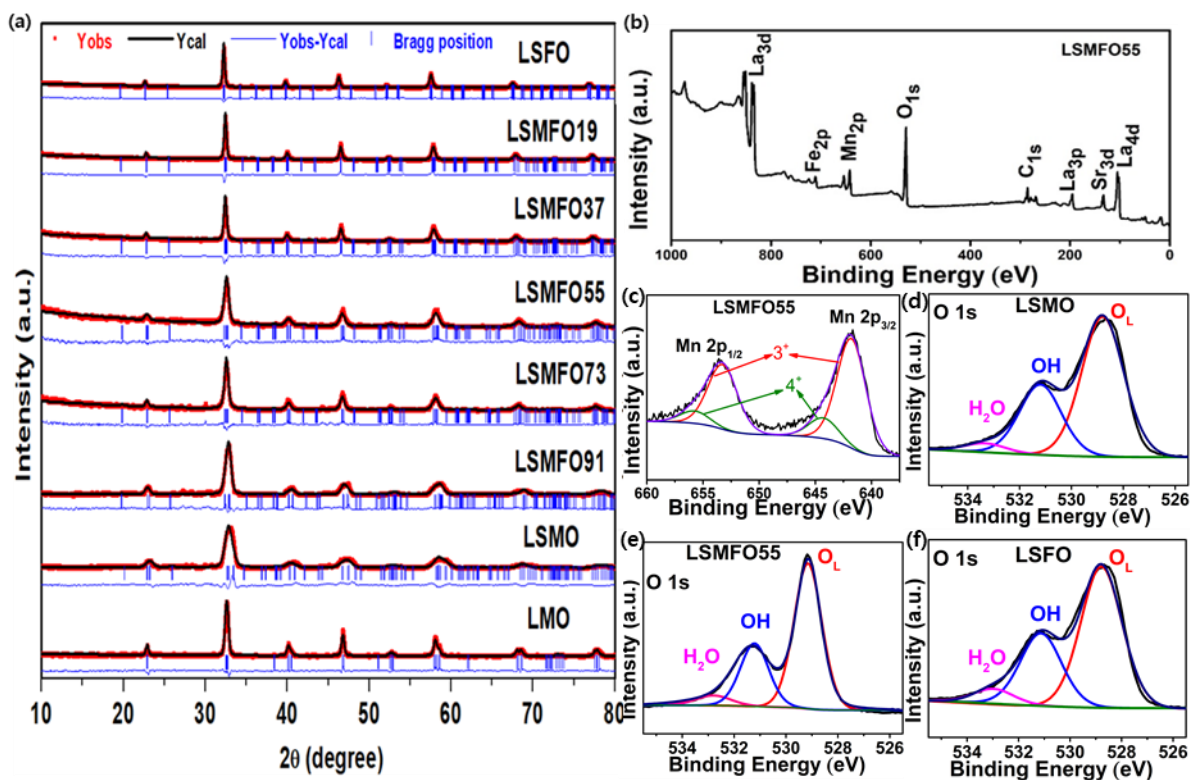 (a)
Yobs Ycal Yobs-Ycal Bragg position
LSFO
LSMFO19
LSMFO37
LSMFO55
LSMFO73
LSMFO91
LSMO
LMO
Intensity (a.u.)
10 20 30 40 50 60 70 80
2θ (degree)
(b)
LSMFO55
La3d
Fe2p
Mn2p
O1s
C1s
La3p
Sr3d
La4d
Intensity (a.u.)
1000 800 600 400 200 0
Binding Energy (eV)
(c)
LSMFO55
Mn 2p3/2
Mn 2p1/2
3+
4+
Intensity (a.u.)
660 655 650 645 640
Binding Energy (eV)
(d)
O 1s
LSMO
OL
OH
H2O
Intensity (a.u.)
534 532 530 528 526
Binding Energy (eV)
(e)
LSMFO55
O 1s
OL
OH
H2O
Intensity (a.u.)
534 532 530 528 526
Binding Energy (eV)
(f)
O 1s
LSFO
OL
OH
H2O
Intensity (a.u.)
534 532 530 528 526
Binding Energy (eV)